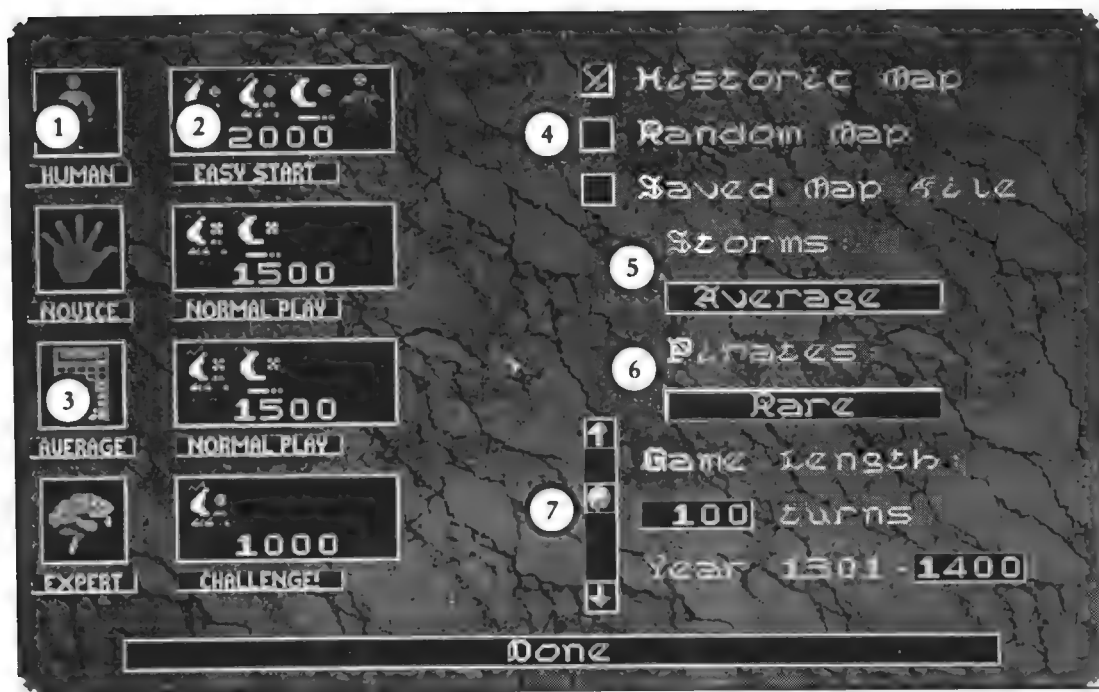 1
HUMAN
2
2000
EASY START
NOVICE
1500
NORMAL PLAY
3
AVERAGE
1500
NORMAL PLAY
EXPERT
1000
CHALLENGE!
Historic Map
4
Random Map
Saved Map File
5
Storms:
Average
6
Pirates:
Rare
7
Game Length:
100 turns
Year 1301-1400
Done